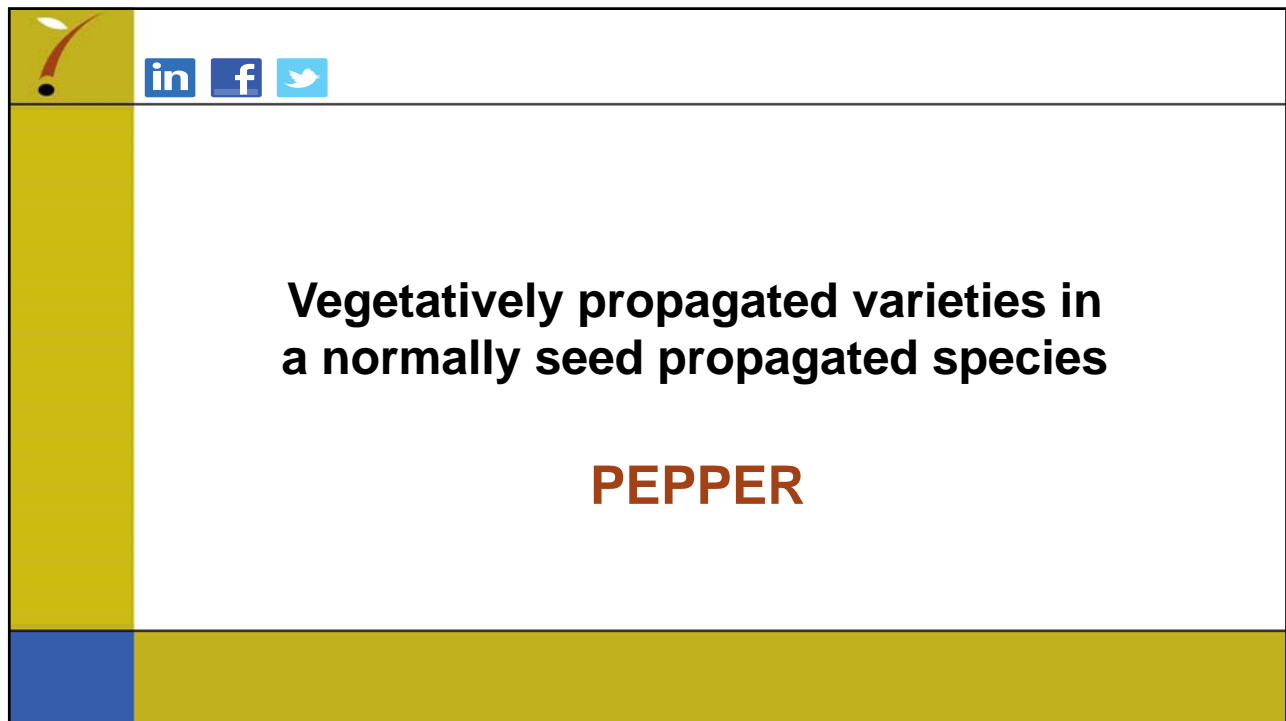 in f
Vegetatively propagated varieties in
a normally seed propagated species
PEPPER